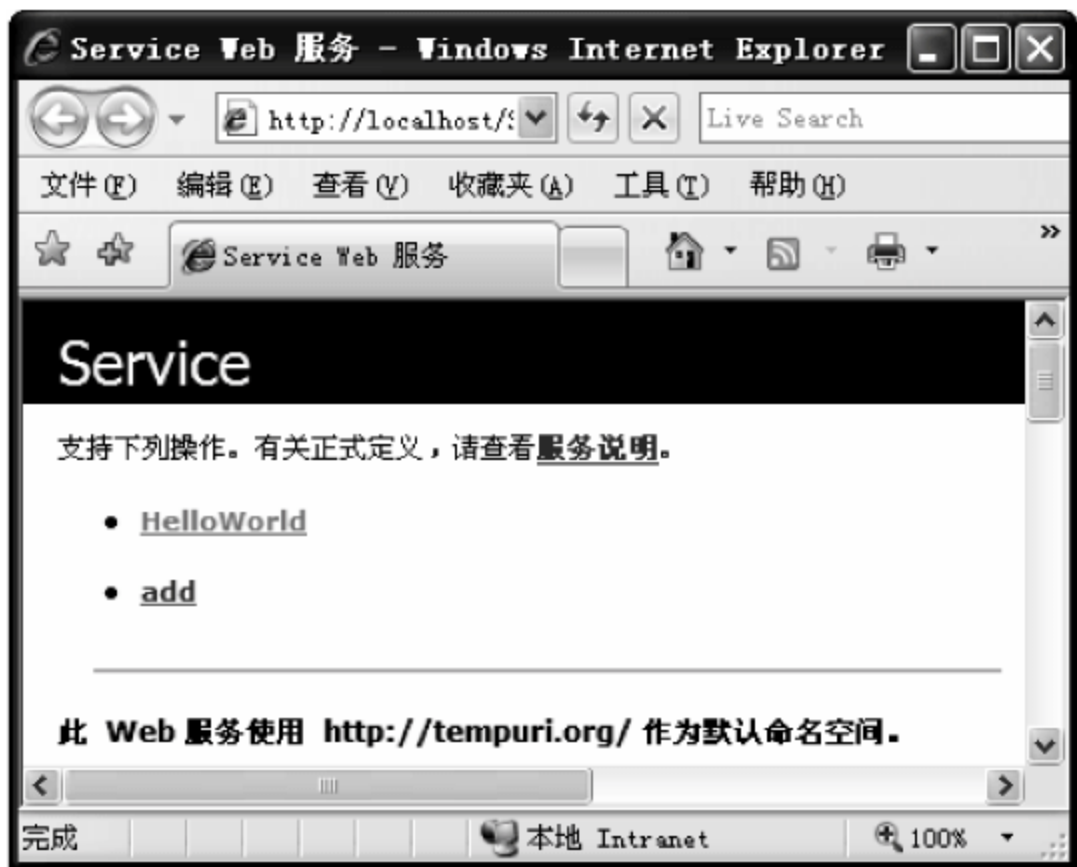 Service Web 服务 - Windows Internet Explorer
http://localhost/S
Live Search
文件(F) 编辑(E) 查看(V) 收藏夹(A) 工具(T) 帮助(H)
Service Web 服务
Service
支持下列操作。有关正式定义，请查看服务说明。
• HelloWorld
• add
此 Web 服务使用 http://tempuri.org/ 作为默认命名空间。
完成 本地 Intranet 100%